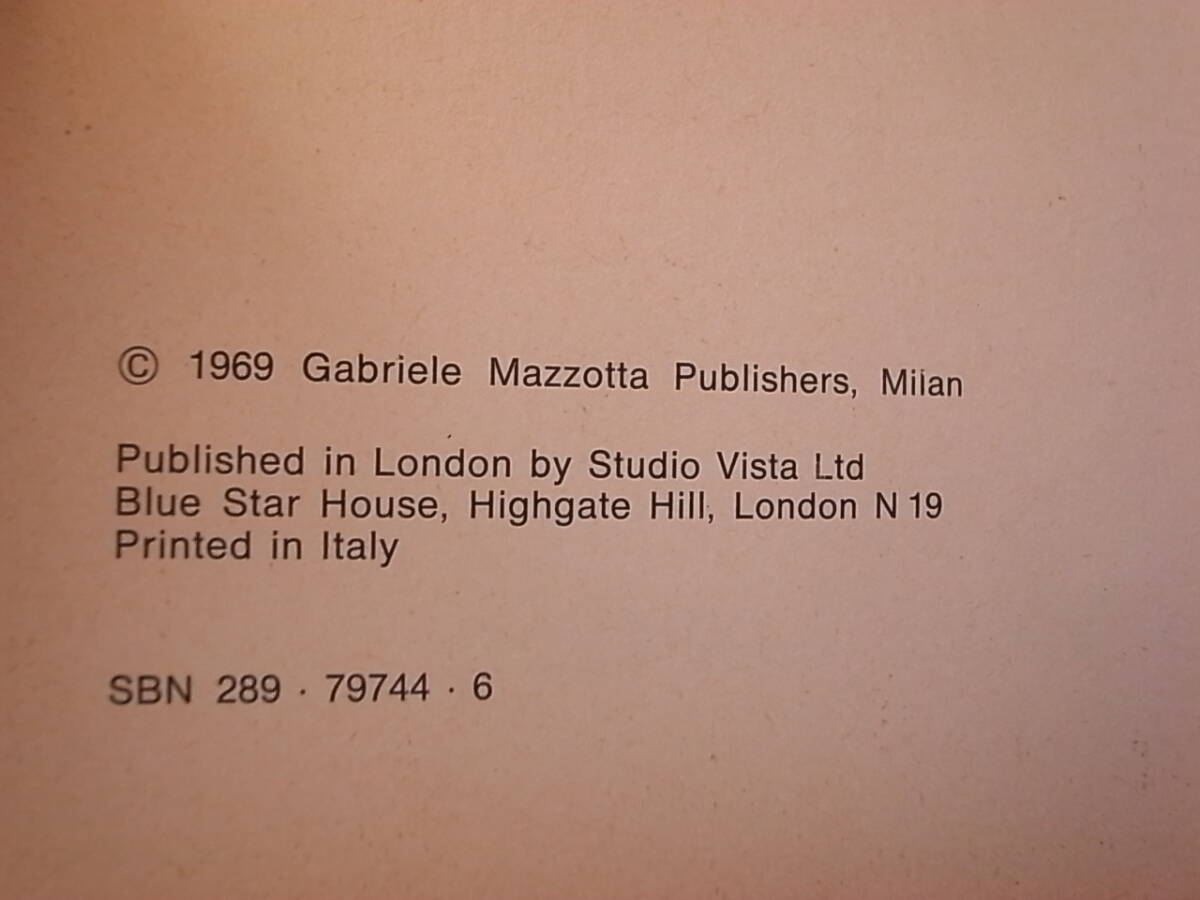 © 1969 Gabriele Mazzotta Publishers, Milan
Published in London by Studio Vista Ltd
Blue Star House, Highgate Hill, London N 19
Printed in Italy
SBN 289 · 79744 · 6